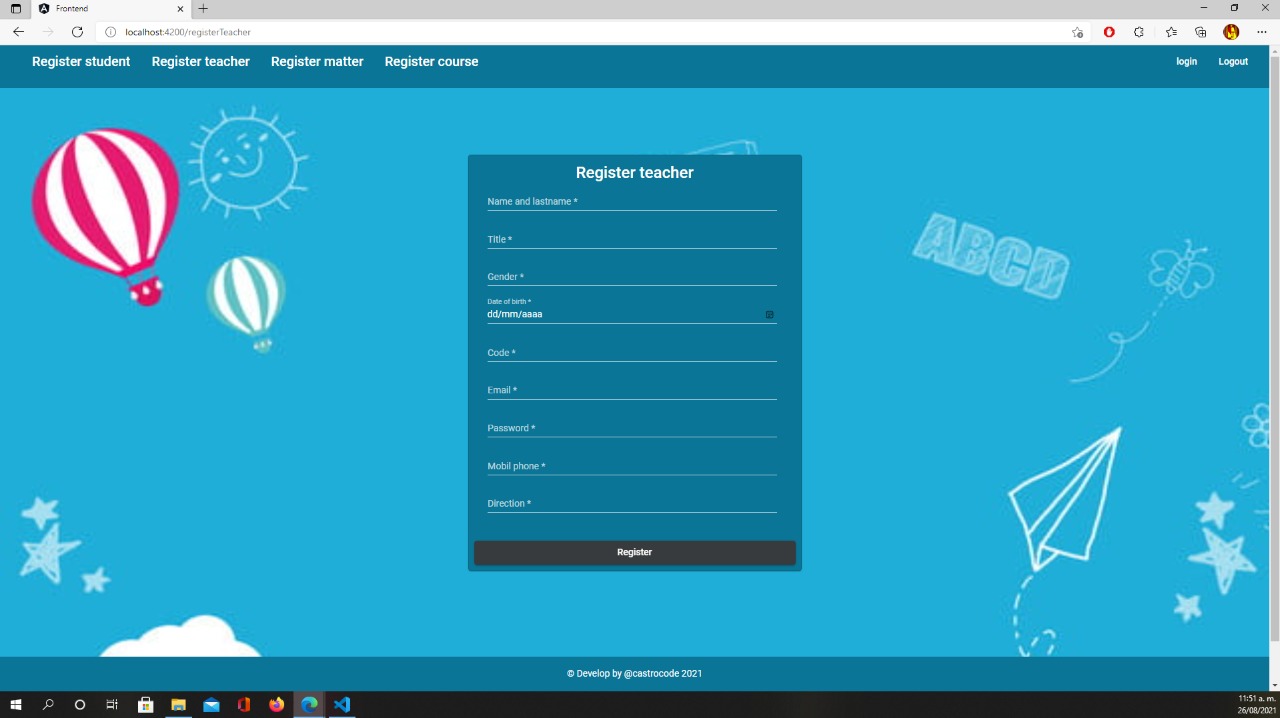 Frontend
localhost:4200/registerTeacher
Register student Register teacher Register matter Register course login Logout
Register teacher
Name and lastname *
Title *
Gender *
Date of birth *
dd/mm/aaaa
Code *
Email *
Password *
Mobil phone *
Direction *
Register
ABCD
© Develop by @castrocode 2021
11:51 a. m.
26/08/2021